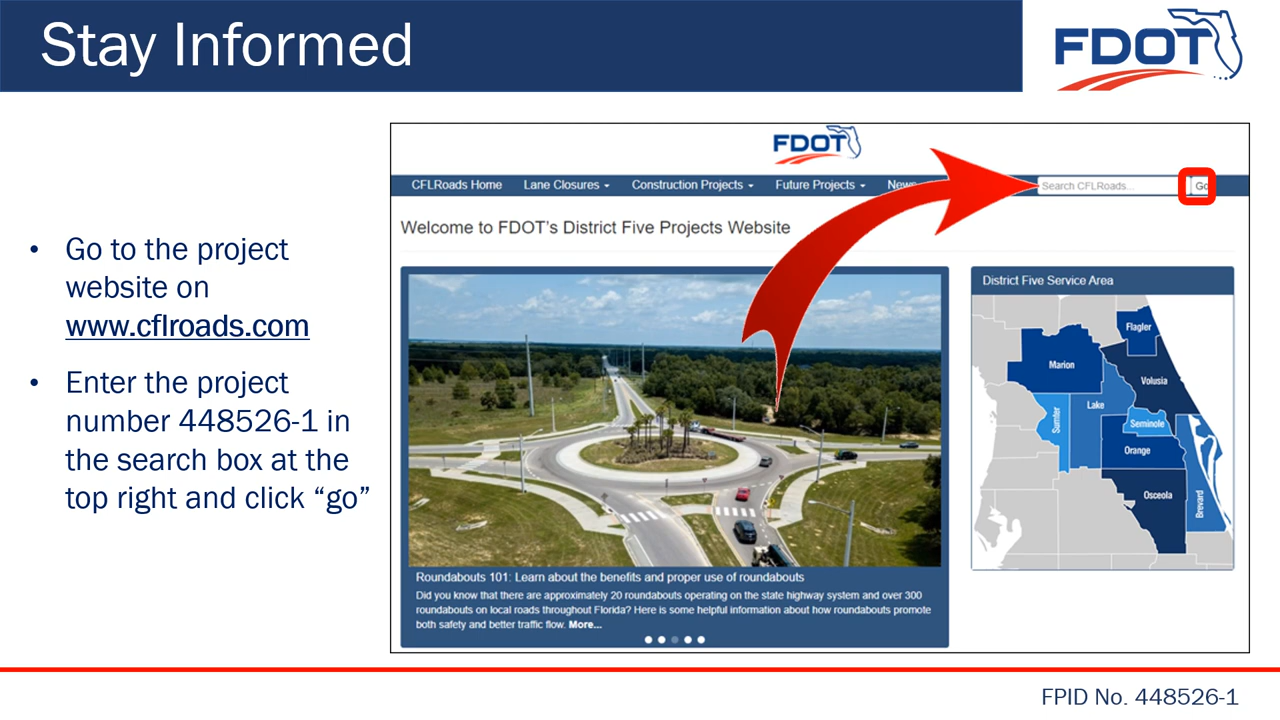 Stay Informed
FDOT
• Go to the project
website on
www.cflroads.com
• Enter the project
number 448526-1 in
the search box at the
top right and click “go”
FDOT
CFLRoads Home Lane Closures Construction Projects Future Projects News
Search CFLRoads... Go
Welcome to FDOT’s District Five Projects Website
Roundabouts 101: Learn about the benefits and proper use of roundabouts
Did you know that there are approximately 20 roundabouts operating on the state highway system and over 300
roundabouts on local roads throughout Florida? Here is some helpful information about how roundabouts promote
both safety and better traffic flow. More...
District Five Service Area
Flagler
Marion
Volusia
Lake
Sumter
Seminole
Orange
Osceola
Brevard
FPID No. 448526-1